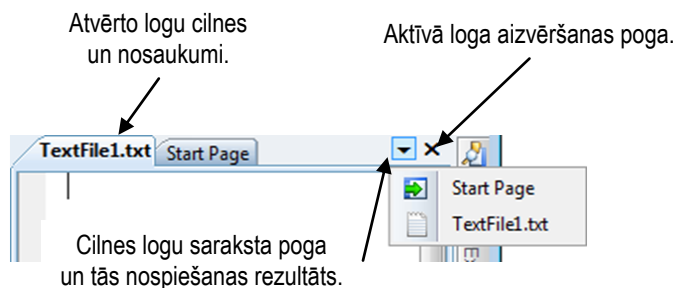 Atvērto logu cilnes
un nosaukumi.
Aktīvā loga aizvēršanas poga.
TextFile1.txt
Start Page
Start Page
TextFile1.txt
Cilnes logu saraksta poga
un tās nospiešanas rezultāts.